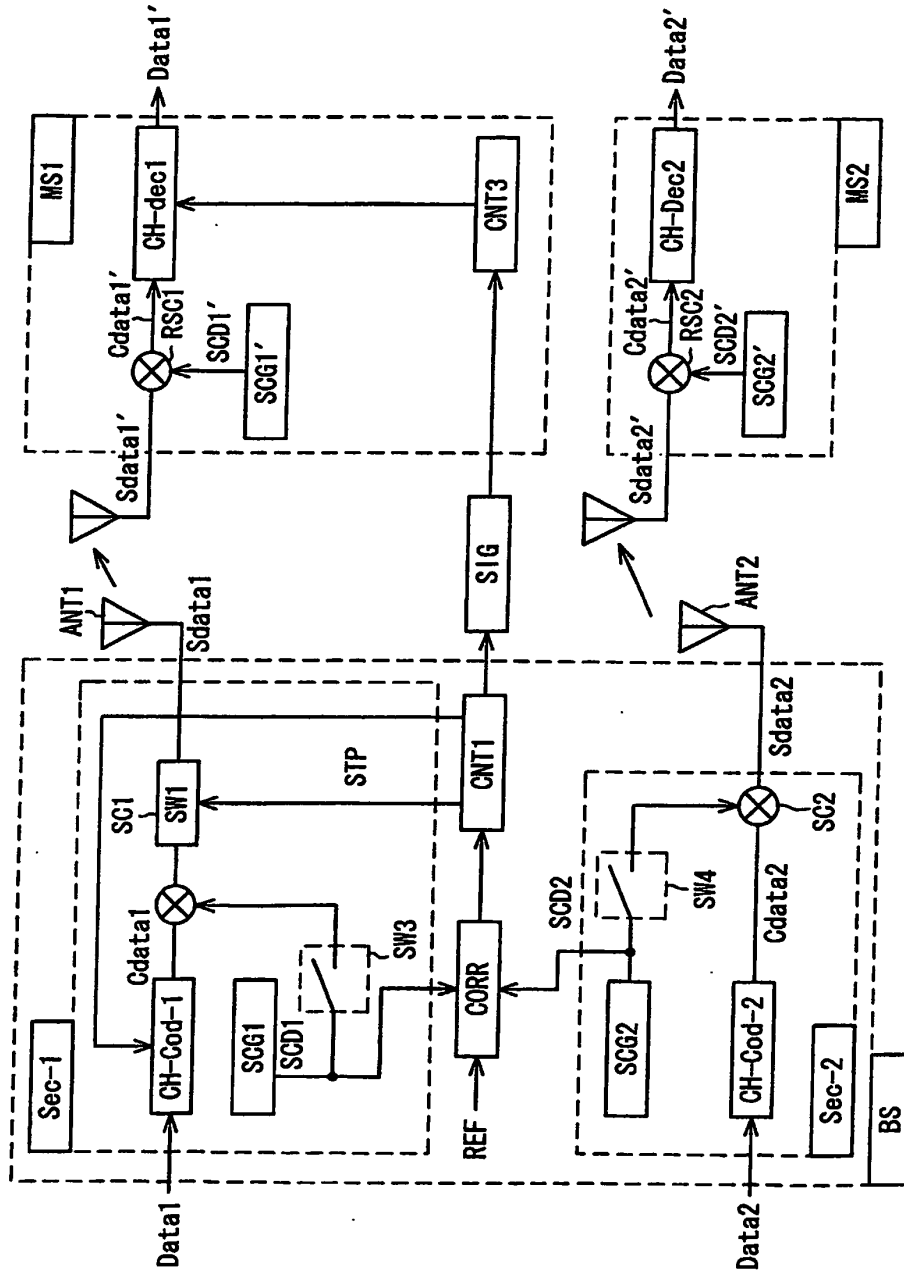 Sec-1
Data1
CH-Cod-1
Cdata1
SC1
SW1
ANT1
Sdata1
SCG1
SCD1
SW3
STP
REF
CORR
CNT1
SIG
SCD2
SCG2
SW4
Data2
CH-Cod-2
Cdata2
SC2
Sdata2
ANT2
Sec-2
BS
MS1
Sdata1'
Cdata1'
RSC1
SCD1'
SCG1'
CH-dec1
Data1'
CNT3
Sdata2'
Cdata2'
RSC2
SCD2'
SCG2'
CH-Dec2
Data2'
MS2